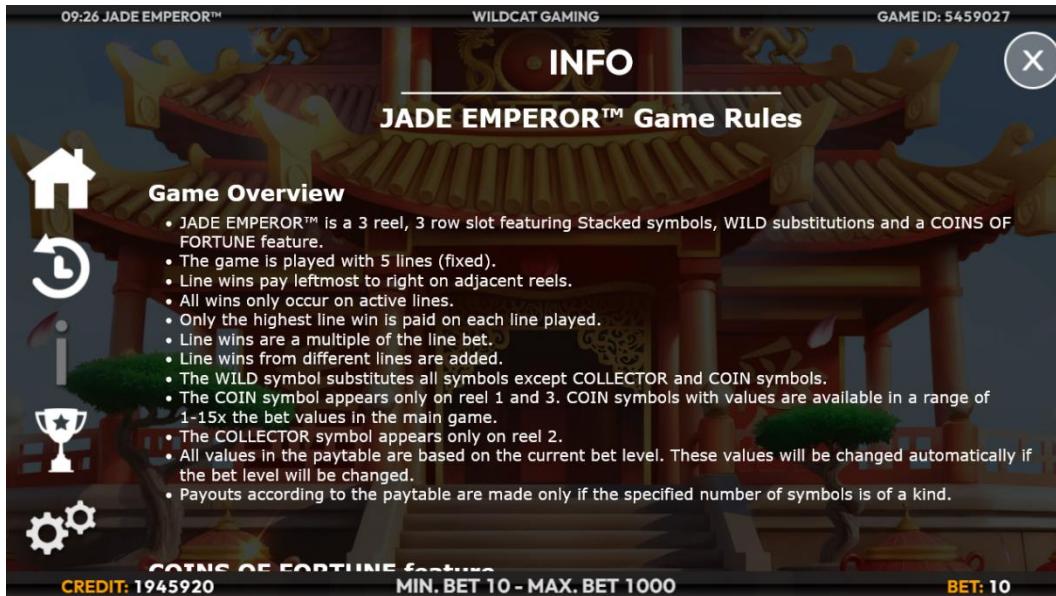 09:26 JADE EMPEROR™
WILDCAT GAMING
GAME ID: 5459027
INFO
X
JADE EMPEROR™ Game Rules
Game Overview
• JADE EMPEROR™ is a 3 reel, 3 row slot featuring Stacked symbols, WILD substitutions and a COINS OF
FORTUNE feature.
• The game is played with 5 lines (fixed).
• Line wins pay leftmost to right on adjacent reels.
• All wins only occur on active lines.
• Only the highest line win is paid on each line played.
• Line wins are a multiple of the line bet.
• Line wins from different lines are added.
• The WILD symbol substitutes all symbols except COLLECTOR and COIN symbols.
• The COIN symbol appears only on reel 1 and 3. COIN symbols with values are available in a range of
1-15x the bet values in the main game.
• The COLLECTOR symbol appears only on reel 2.
• All values in the paytable are based on the current bet level. These values will be changed automatically if
the bet level will be changed.
• Payouts according to the paytable are made only if the specified number of symbols is of a kind.
COINS OF FORTUNE feature
CREDIT: 1945920
MIN. BET 10 - MAX. BET 1000
BET: 10